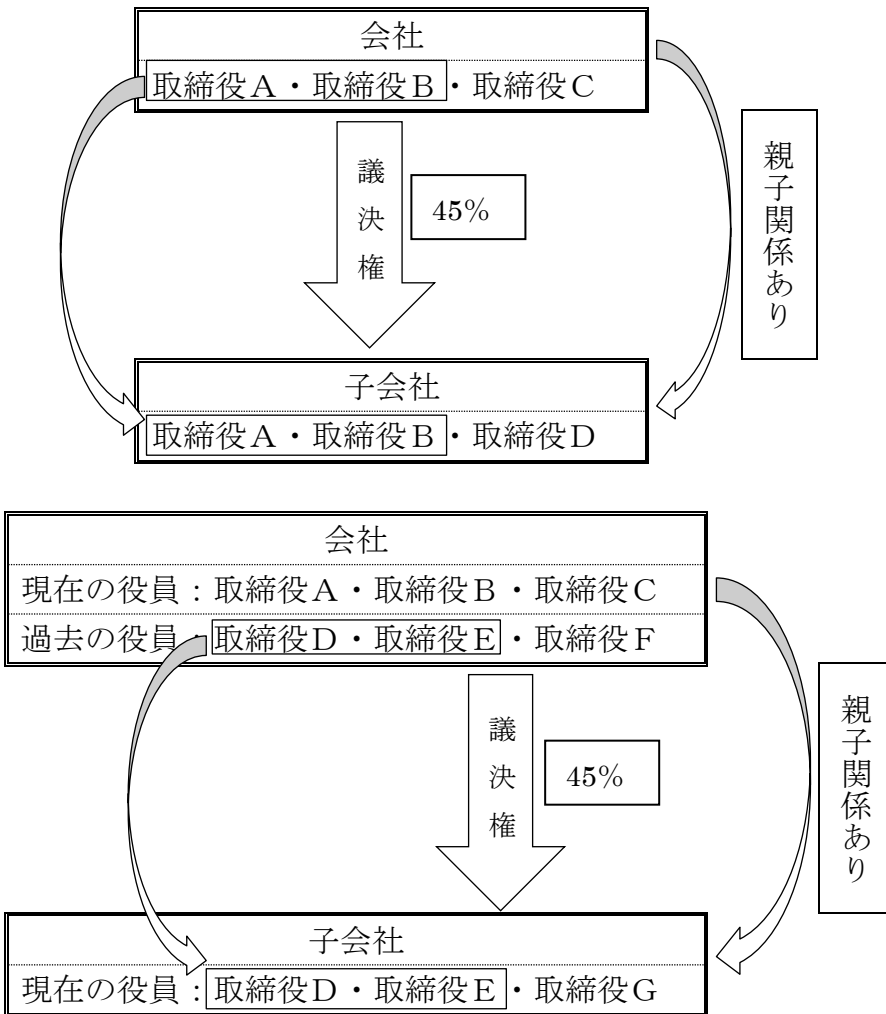 会社
取締役A・取締役B・取締役C
議決権
45%
親子関係あり
子会社
取締役A・取締役B・取締役D
会社
現在の役員:取締役A・取締役B・取締役C
過去の役員:取締役D・取締役E・取締役F
議決権
45%
親子関係あり
子会社
現在の役員:取締役D・取締役E・取締役G